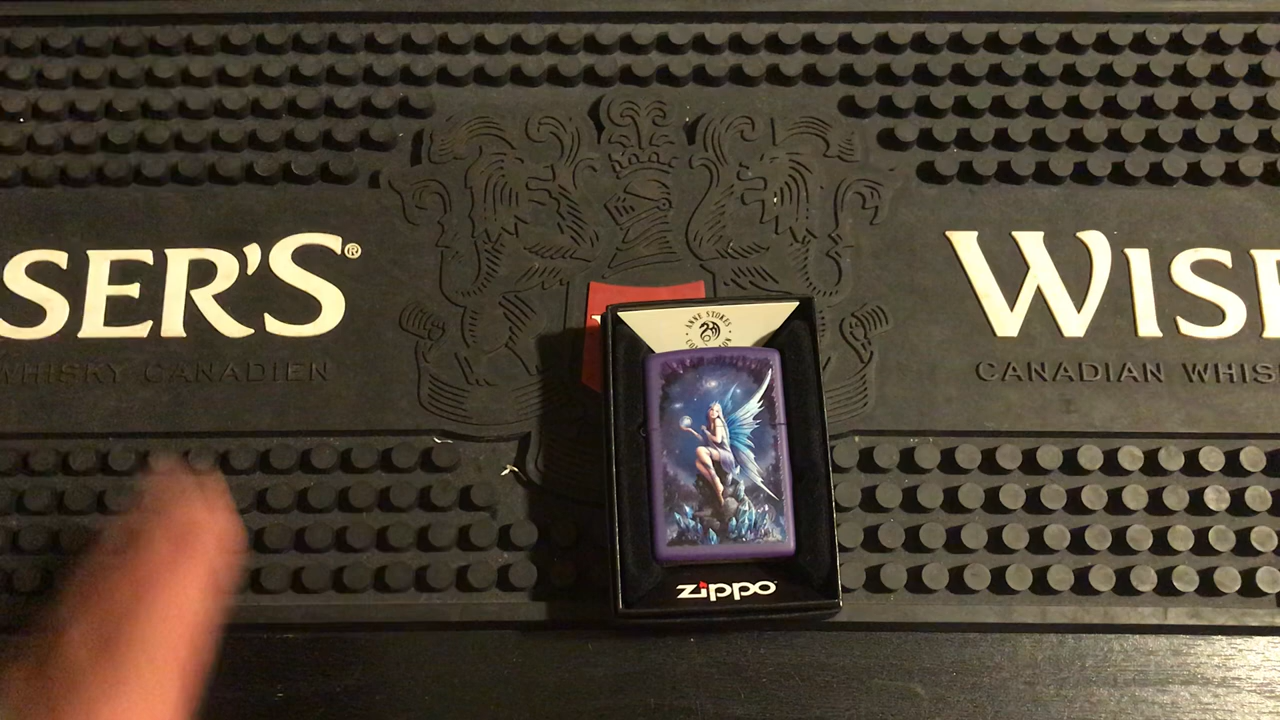 SER'S®
WHISKY CANADIEN
WISE
CANADIAN WHIS
ANNE STOKES
zippo